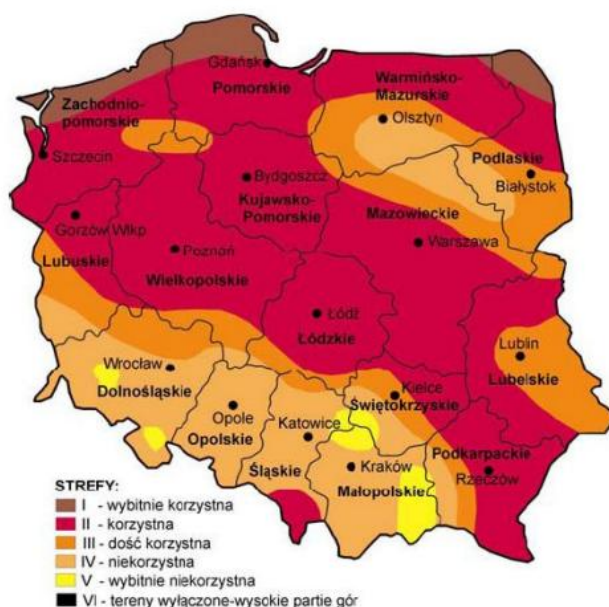 Gdańsk
Pomorskie
Warmińsko-
Mazurskie
Zachodnio-
pomorskie
Olsztyn
Szczecin
Podlaskie
Białystok
Bydgoszcz
Kujawsko-
Pomorskie
Mazowieckie
Gorzów Wlkp
Poznań
Warszawa
Lubuskie
Wielkopolskie
Łódź
Łódzkie
Lublin
Lubelskie
Wrocław
Dolnośląskie
Kielce
Świętokrzyskie
Opole
Opolskie
Katowice
Śląskie
Kraków
Małopolskie
Podkarpackie
Rzeczów
STREFY:
I - wybitnie korzystna
II - korzystna
III - dość korzystna
IV - niekorzystna
V - wybitnie niekorzystna
VI - tereny wyłączone-wysokie partie gór